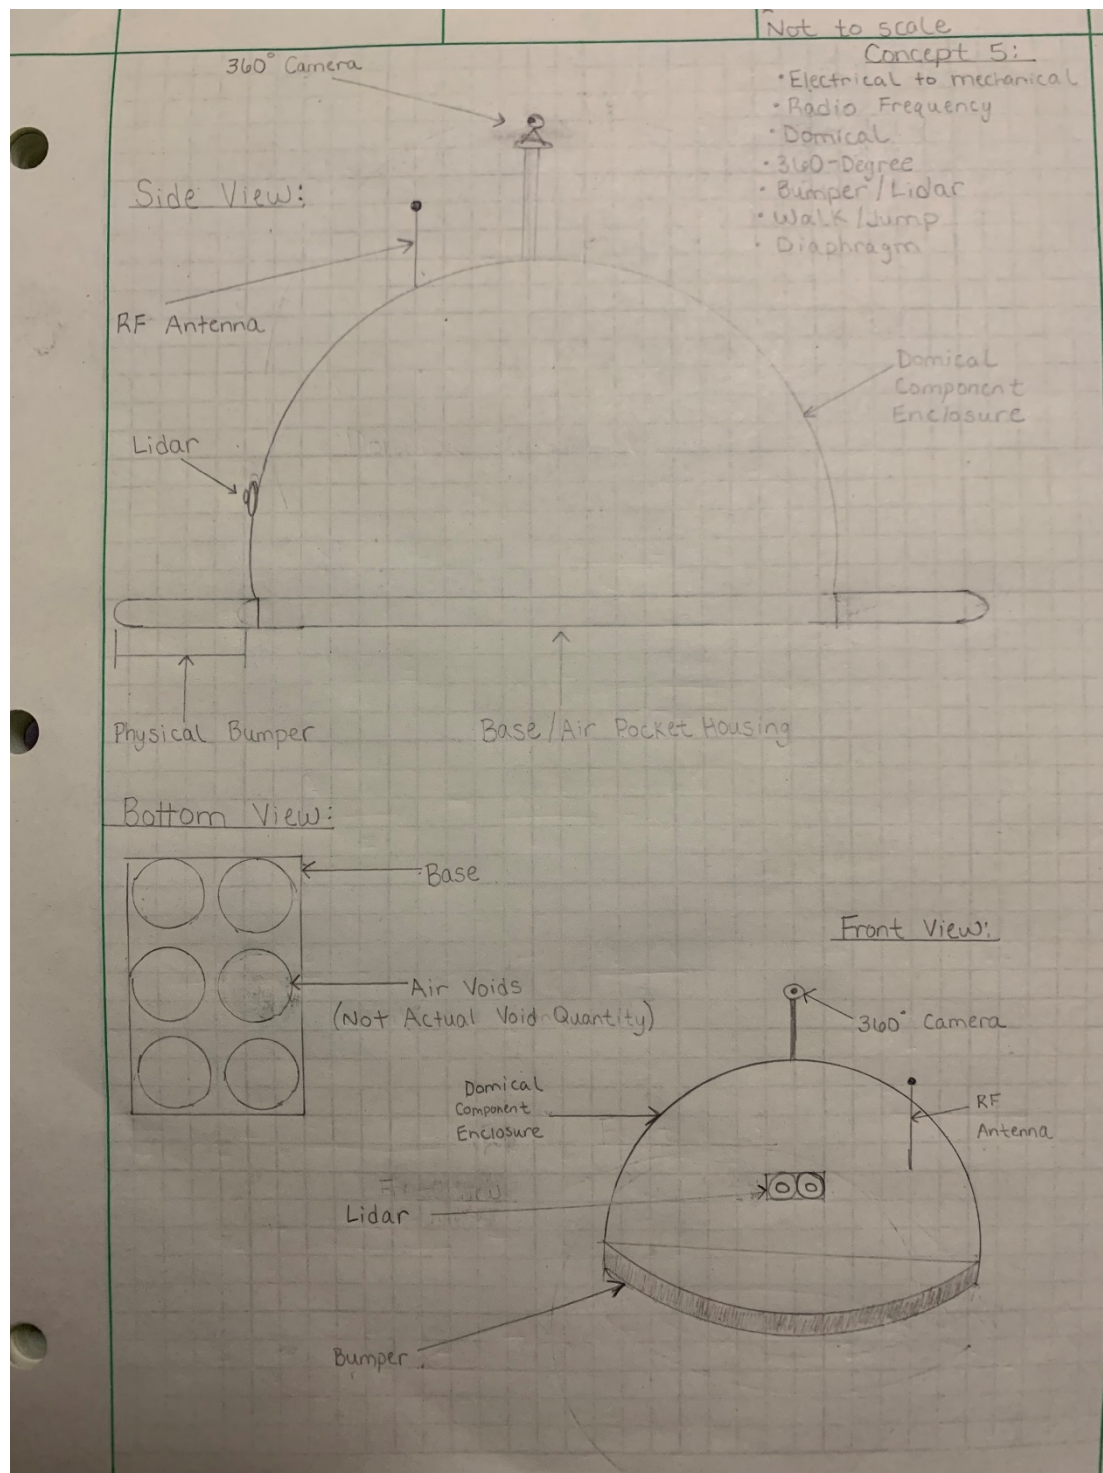 Not to scale
Concept 5:
• Electrical to mechanical
• Radio Frequency
• Domical
• 360-Degree
• Bumper/Lidar
• Walk/Jump
• Diaphragm
360° Camera
Side View:
RF Antenna
Domical
Component
Enclosure
Lidar
Physical Bumper
Base/Air Pocket Housing
Bottom View:
Base
Air Voids
(Not Actual Void Quantity)
Front View:
360° Camera
Domical
Component
Enclosure
RF
Antenna
Lidar
Bumper